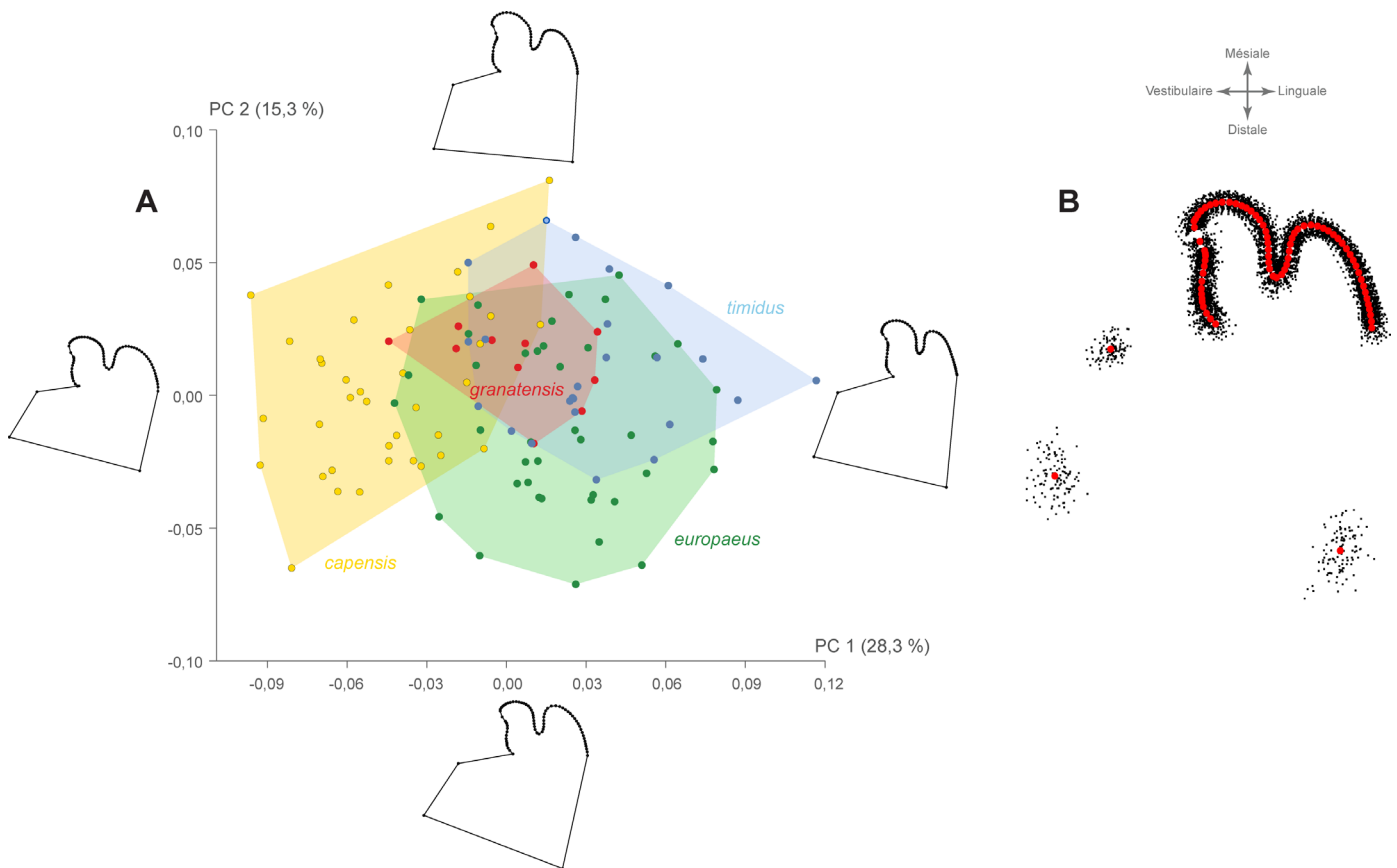 Mésiale
Vestibulaire
Linguale
Distale
PC 2 (15,3 %)
A
B
0,10
0,05
0,00
-0,05
-0,10
timidus
granatensis
europaeus
capensis
PC 1 (28,3 %)
-0,09
-0,06
-0,03
0,00
0,03
0,06
0,09
0,12